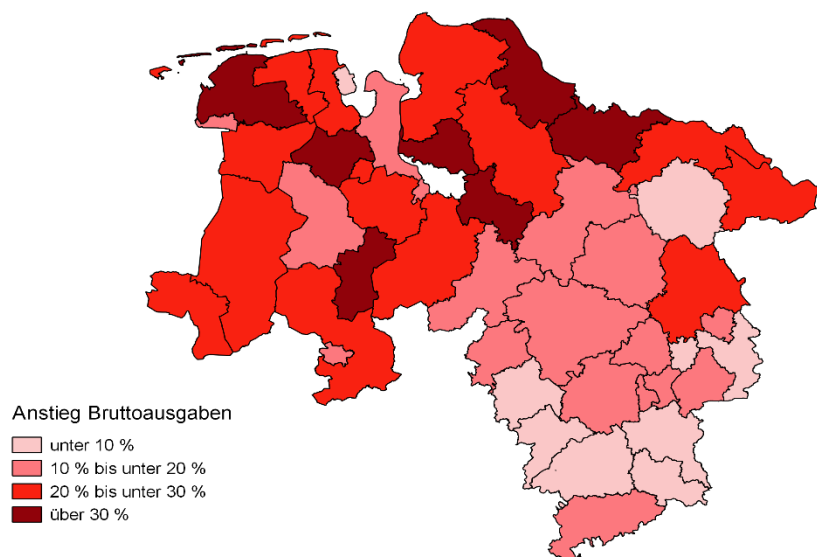 Anstieg Bruttoausgaben
unter 10 %
10 % bis unter 20 %
20 % bis unter 30 %
über 30 %